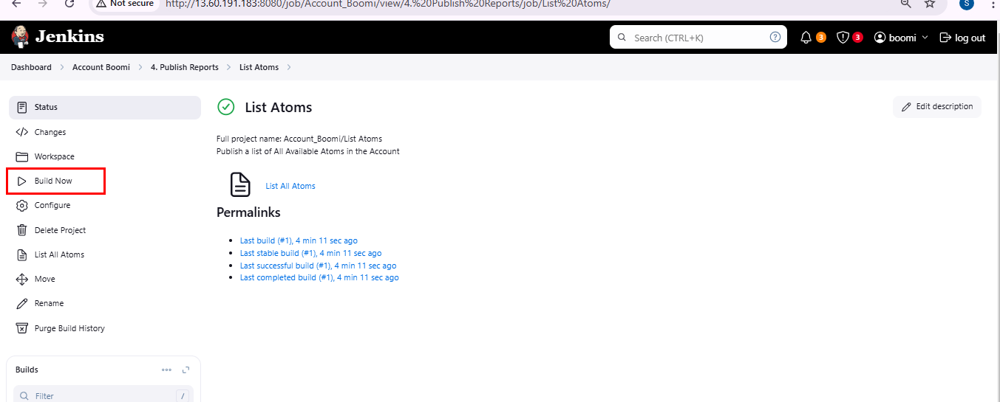 Not secure http://13.60.191.183:8080/job/Account_Boomi/view/4.%20Publish%20Reports/job/List%20Atoms/ S
Jenkins Search (CTRL+K) ? 3 3 boomi log out
Dashboard > Account Boomi > 4. Publish Reports > List Atoms >
Status
Changes
Workspace
Build Now
Configure
Delete Project
List All Atoms
Move
Rename
Purge Build History
Builds
Filter /
List Atoms
Edit description
Full project name: Account_Boomi/List Atoms
Publish a list of All Available Atoms in the Account
List All Atoms
Permalinks
• Last build (#1), 4 min 11 sec ago
• Last stable build (#1), 4 min 11 sec ago
• Last successful build (#1), 4 min 11 sec ago
• Last completed build (#1), 4 min 11 sec ago